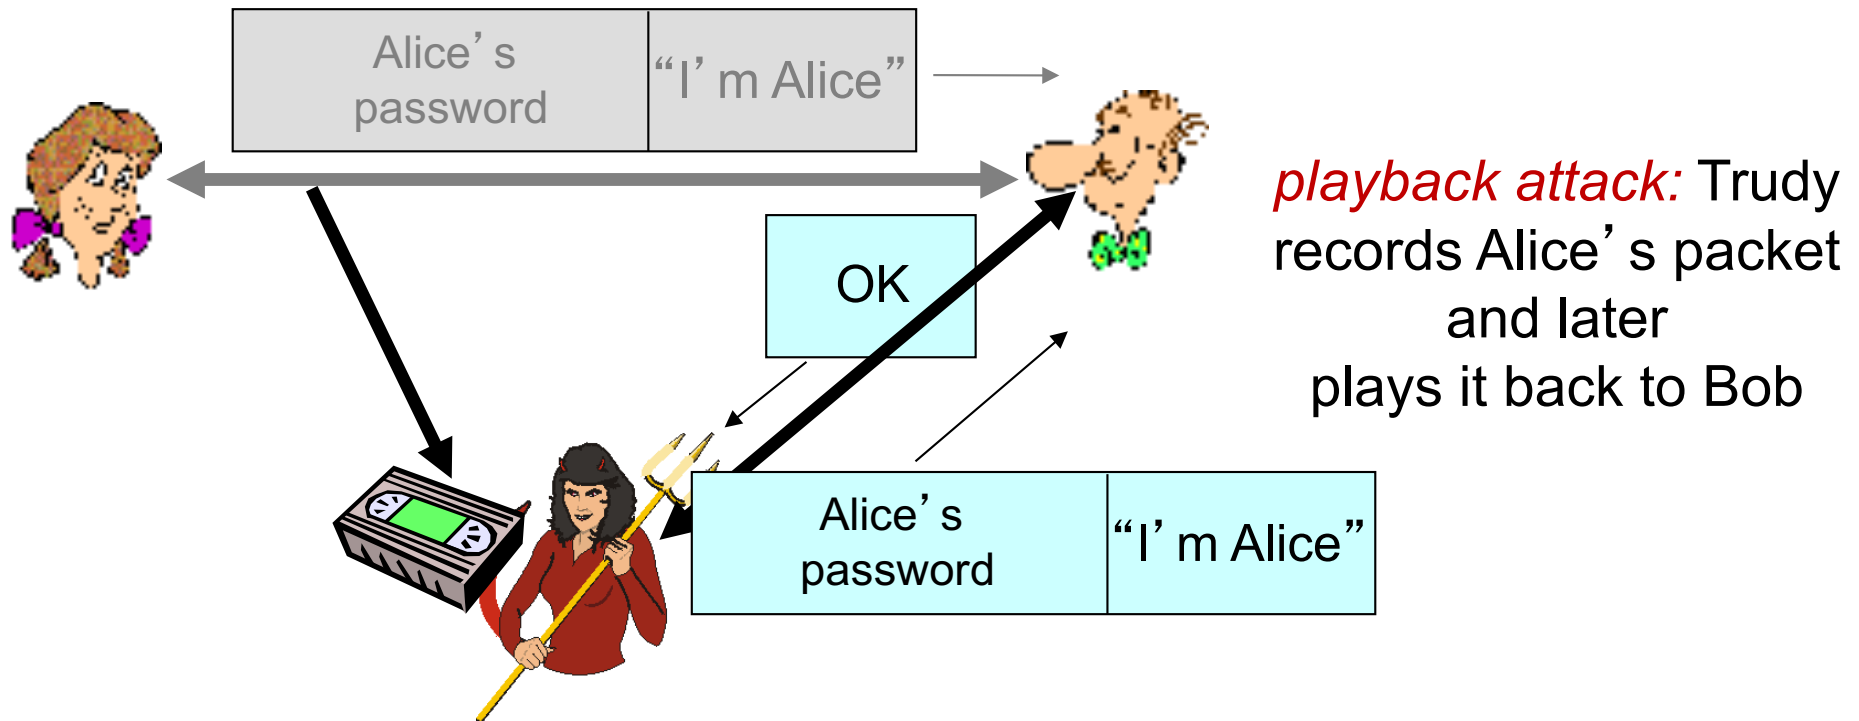 Alice’s
password
“I’m Alice”
playback attack: Trudy
records Alice’s packet
and later
plays it back to Bob
OK
Alice’s
password
“I’m Alice”